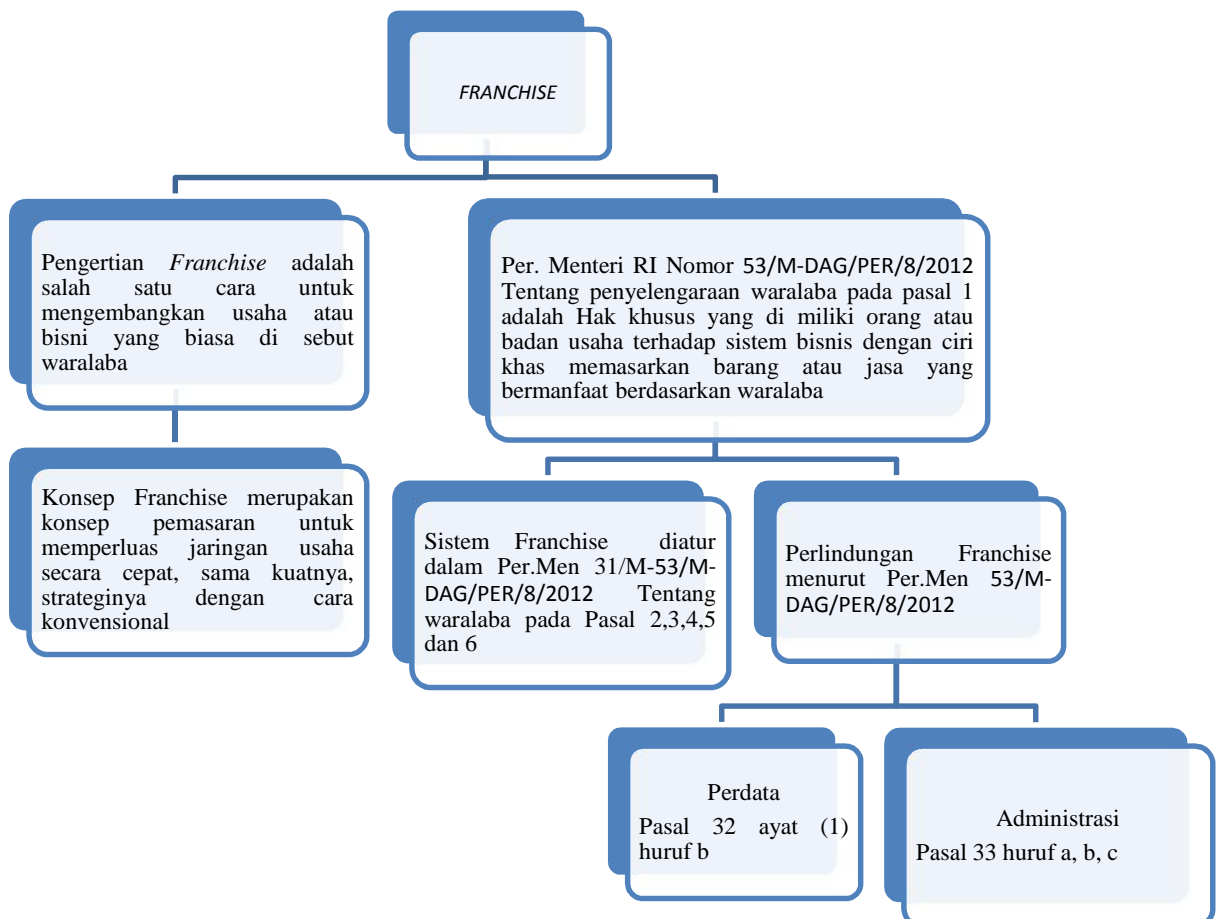 FRANCHISE
Pengertian Franchise adalah
salah satu cara untuk
mengembangkan usaha atau
bisni yang biasa di sebut
waralaba
Per. Menteri RI Nomor 53/M-DAG/PER/8/2012
Tentang penyelengaraan waralaba pada pasal 1
adalah Hak khusus yang di miliki orang atau
badan usaha terhadap sistem bisnis dengan ciri
khas memasarkan barang atau jasa yang
bermanfaat berdasarkan waralaba
Konsep Franchise merupakan
konsep pemasaran untuk
memperluas jaringan usaha
secara cepat, sama kuatnya,
strateginya dengan cara
konvensional
Sistem Franchise diatur
dalam Per.Men 31/M-53/M-
DAG/PER/8/2012 Tentang
waralaba pada Pasal 2,3,4,5
dan 6
Perlindungan Franchise
menurut Per.Men 53/M-
DAG/PER/8/2012
Perdata
Pasal 32 ayat (1)
huruf b
Administrasi
Pasal 33 huruf a, b, c